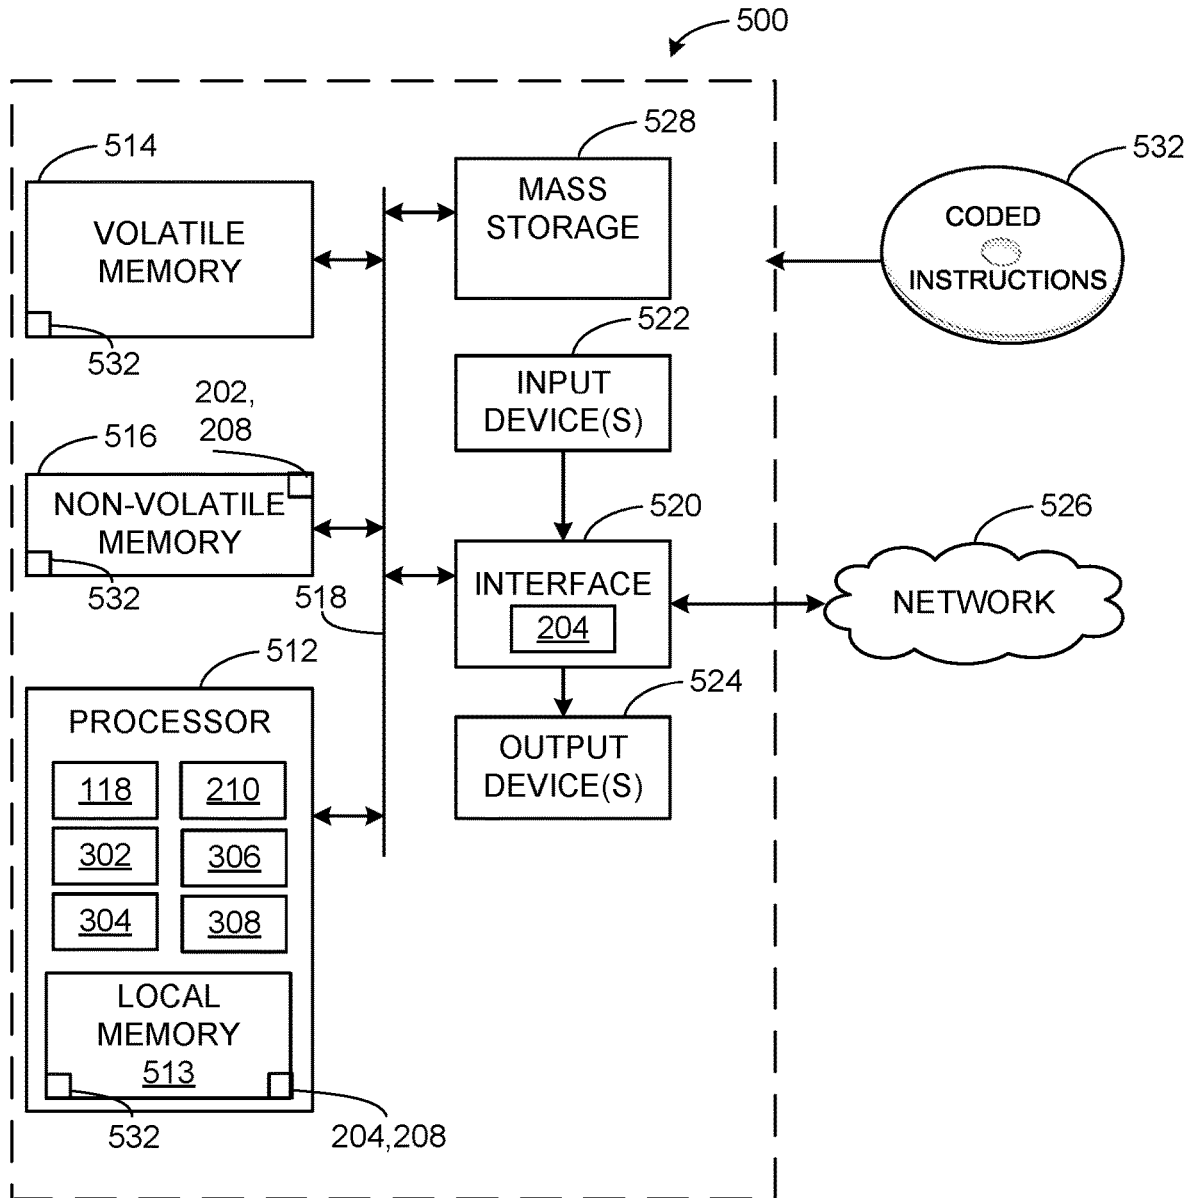 500
514
VOLATILE
MEMORY
532
528
MASS
STORAGE
532
CODED
INSTRUCTIONS
522
INPUT
DEVICE(S)
202,
208
516
NON-VOLATILE
MEMORY
532
518
520
INTERFACE
204
526
NETWORK
512
PROCESSOR
118
210
302
306
304
308
LOCAL
MEMORY
513
532
204,208
524
OUTPUT
DEVICE(S)